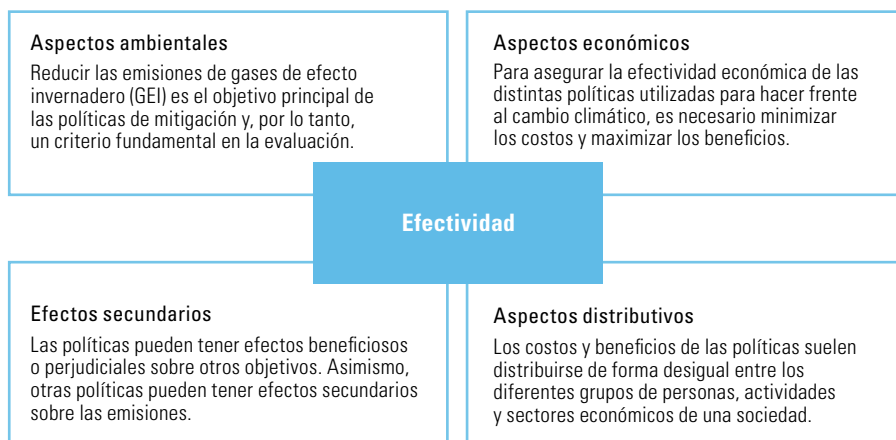 Aspectos ambientales
Reducir las emisiones de gases de efecto
invernadero (GEI) es el objetivo principal de
las políticas de mitigación y, por lo tanto,
un criterio fundamental en la evaluación.
Aspectos económicos
Para asegurar la efectividad económica de las
distintas políticas utilizadas para hacer frente
al cambio climático, es necesario minimizar
los costos y maximizar los beneficios.
Efectividad
Efectos secundarios
Las políticas pueden tener efectos beneficiosos
o perjudiciales sobre otros objetivos. Asimismo,
otras políticas pueden tener efectos secundarios
sobre las emisiones.
Aspectos distributivos
Los costos y beneficios de las políticas suelen
distribuirse de forma desigual entre los
diferentes grupos de personas, actividades
y sectores económicos de una sociedad.